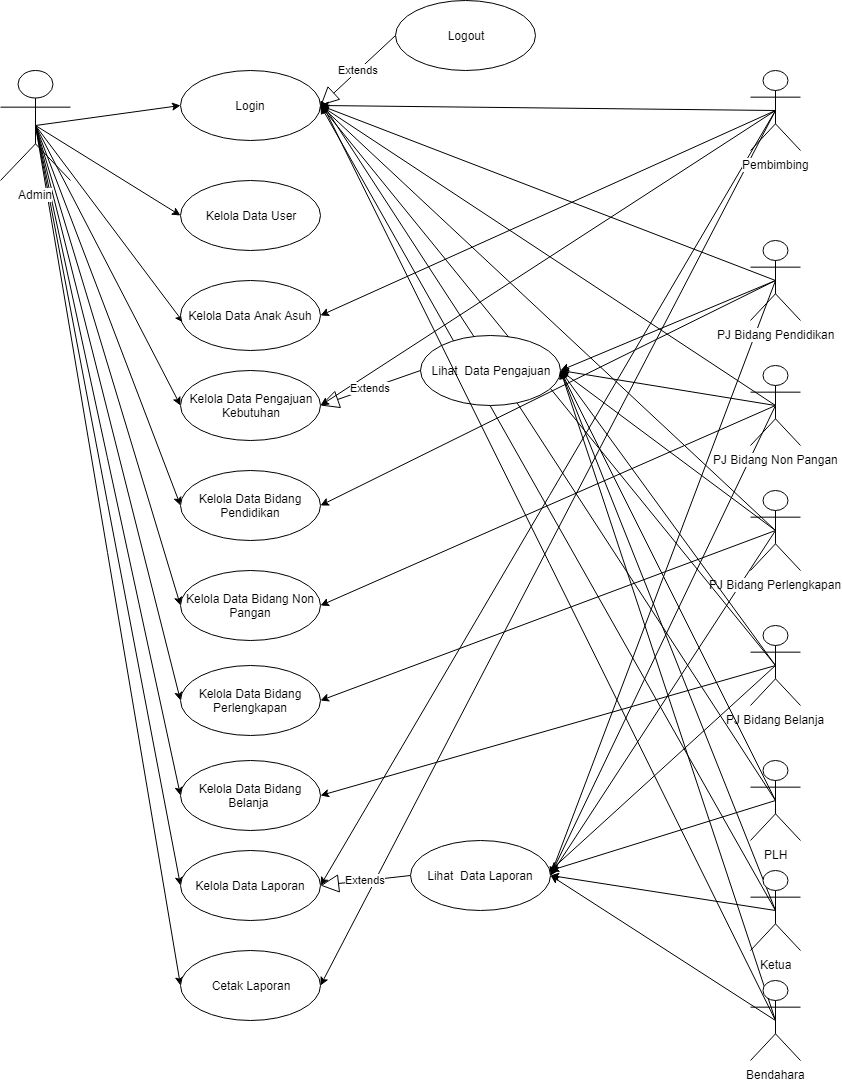 Logout
Extends
Login
Admin
Pembimbing
Kelola Data User
Kelola Data Anak Asuh
PJ Bidang Pendidikan
Lihat  Data Pengajuan
Extends
Kelola Data Pengajuan
Kebutuhan
PJ Bidang Non Pangan
Kelola Data Bidang
Pendidikan
PJ Bidang Perlengkapan
Kelola Data Bidang Non
Pangan
Kelola Data Bidang
Perlengkapan
PJ Bidang Belanja
Kelola Data Bidang
Belanja
PLH
Lihat  Data Laporan
Extends
Kelola Data Laporan
Ketua
Cetak Laporan
Bendahara